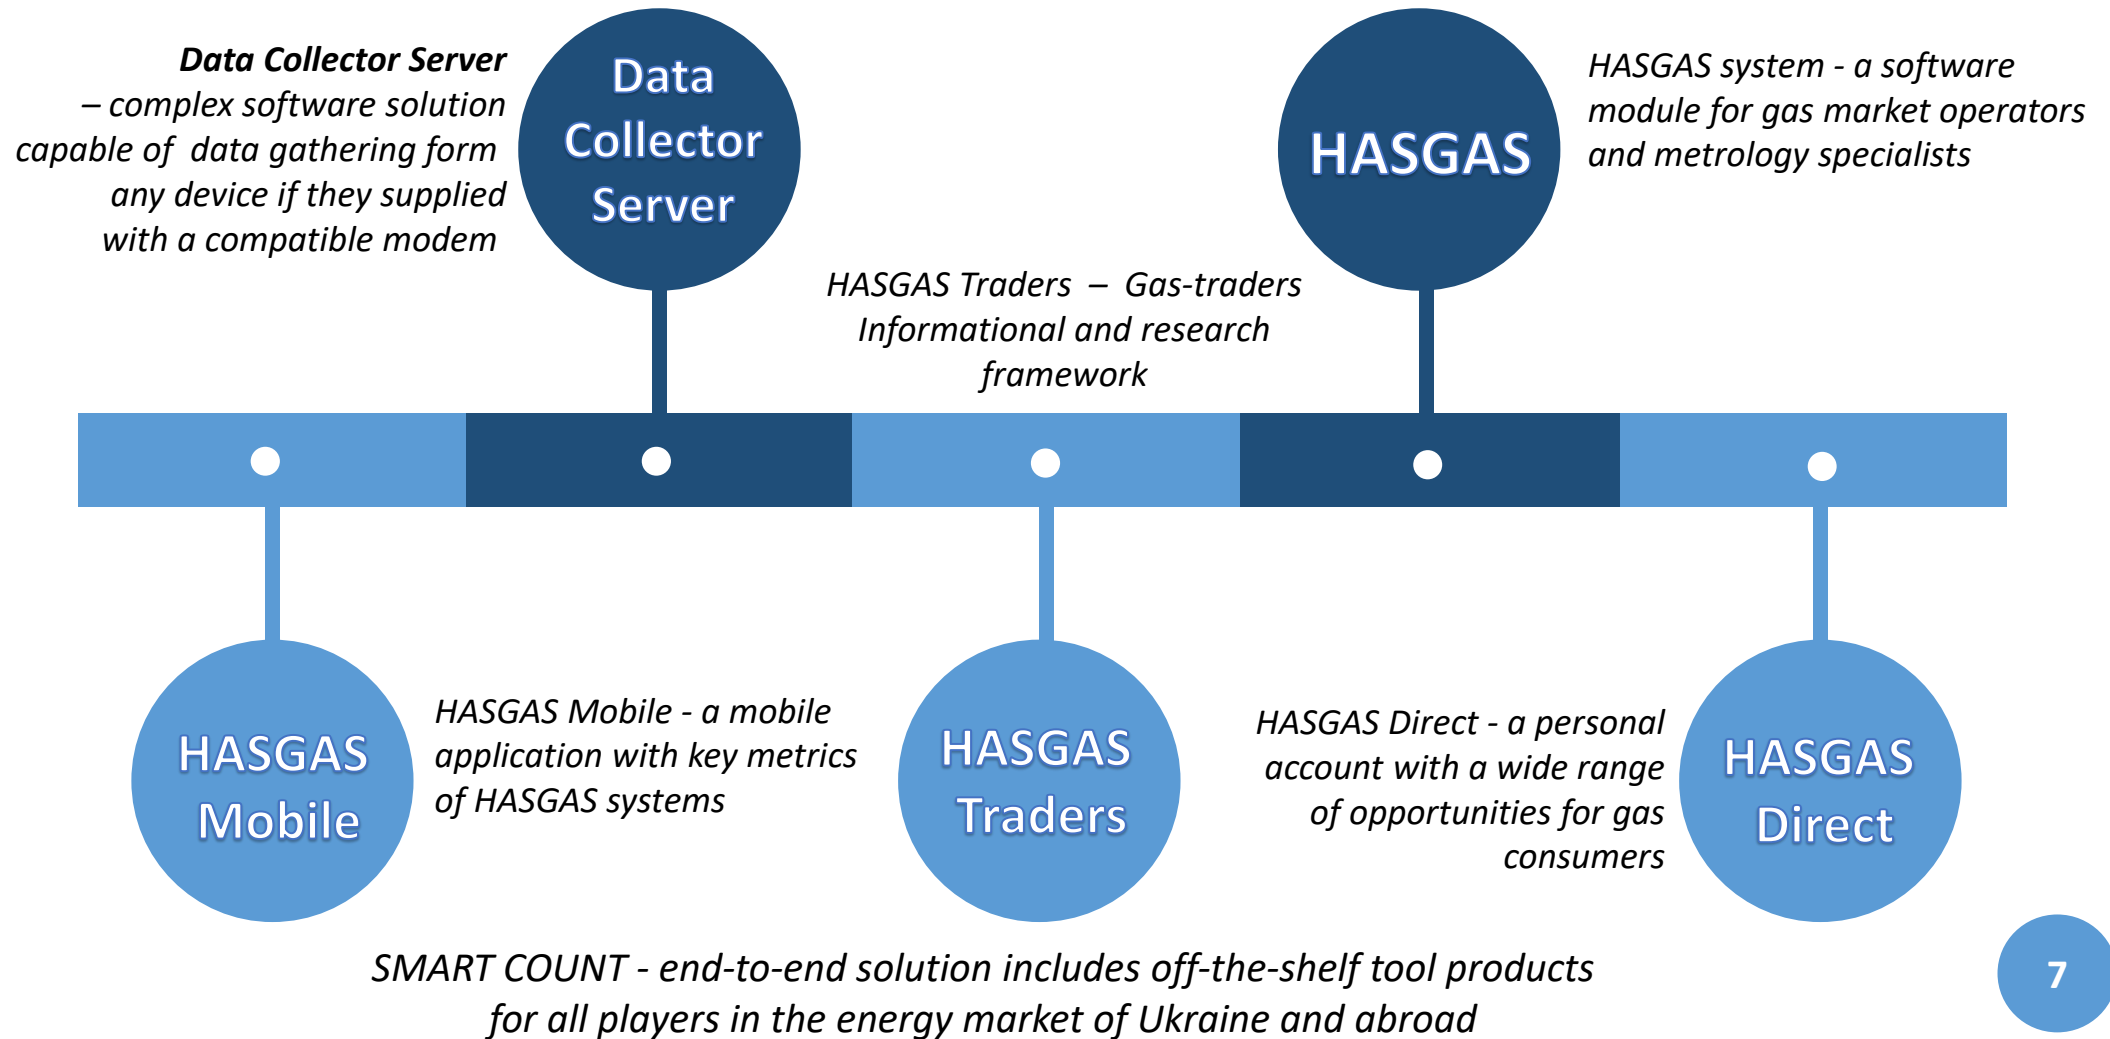 Data Collector Server
– complex software solution
capable of data gathering form
any device if they supplied
with a compatible modem
Data
Collector
Server
HASGAS Traders – Gas-traders
Informational and research
framework
HASGAS
HASGAS system - a software
module for gas market operators
and metrology specialists
HASGAS
Mobile
HASGAS Mobile - a mobile
application with key metrics
of HASGAS systems
HASGAS
Traders
HASGAS Direct - a personal
account with a wide range
of opportunities for gas
consumers
HASGAS
Direct
SMART COUNT - end-to-end solution includes off-the-shelf tool products
for all players in the energy market of Ukraine and abroad
7